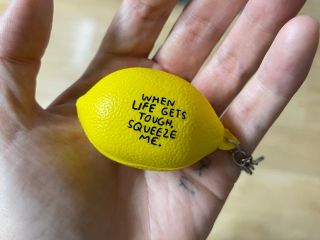 WHEN
LIFE GETS
TOUGH,
SQUEEZE
ME.